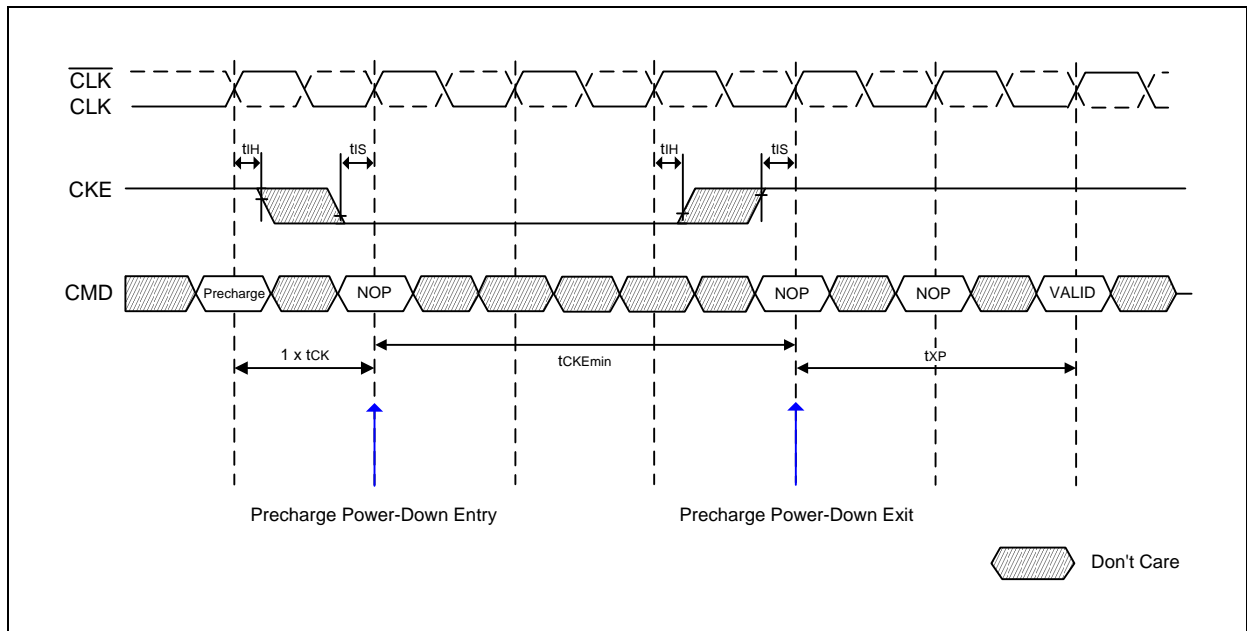 CLK
CLK
tIH
tIS
tIH
tIS
CKE
CMD
Precharge
NOP
NOP
NOP
VALID
1 x tCK
tCKEmin
tXP
Precharge Power-Down Entry
Precharge Power-Down Exit
Don't Care